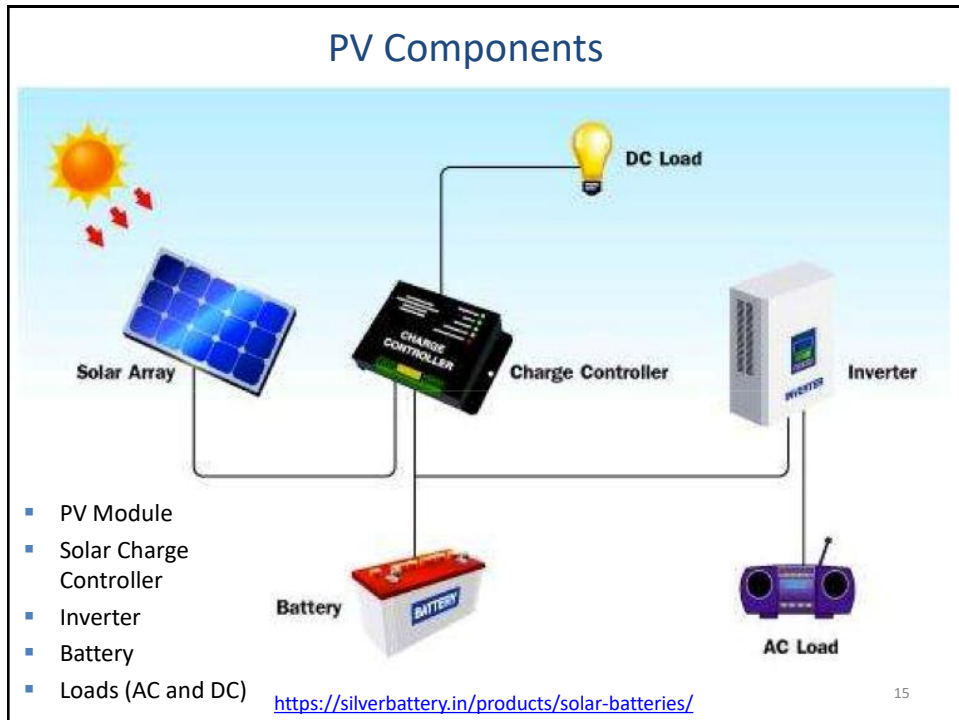 PV Components
DC Load
CHARGE
CONTROLLER
Solar Array
Charge Controller
INVERTER
Inverter
PV Module
Solar Charge
Controller
Inverter
Battery
Loads (AC and DC)
Battery
BATTERY
AC Load
https://silverbattery.in/products/solar-batteries/
15